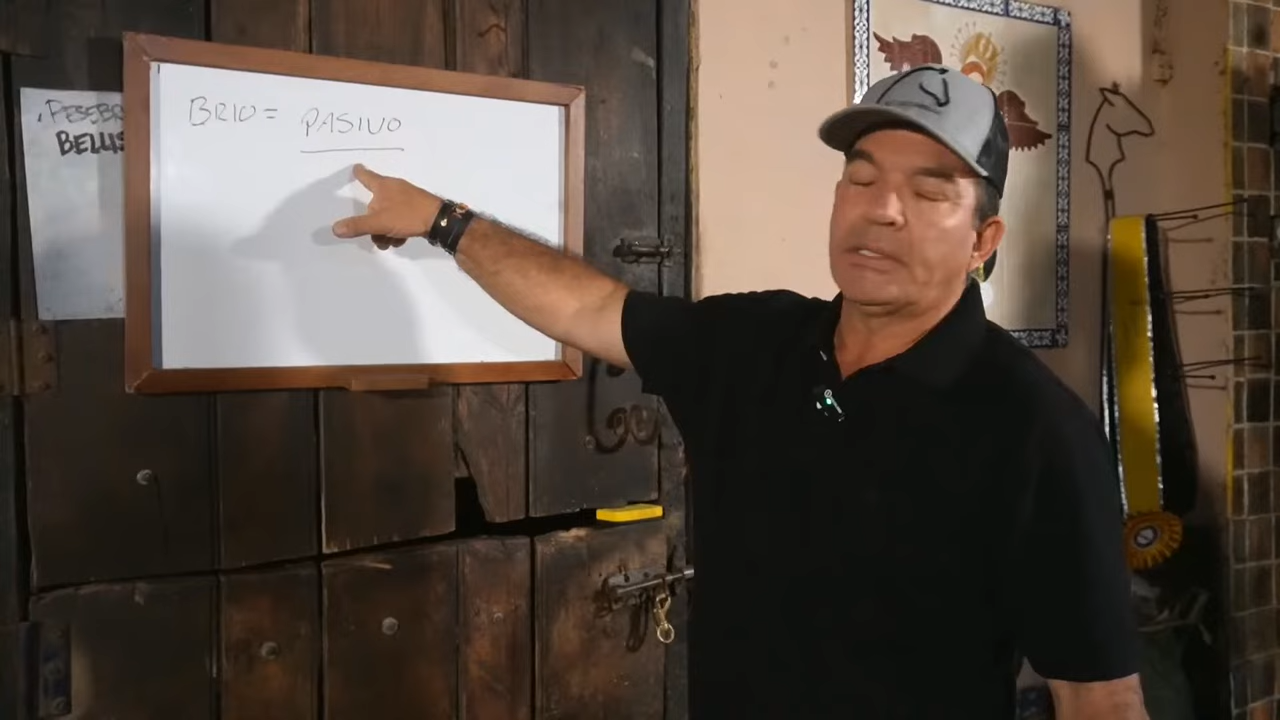 BRIO = PASIVO
. PESEBR
BELLIS